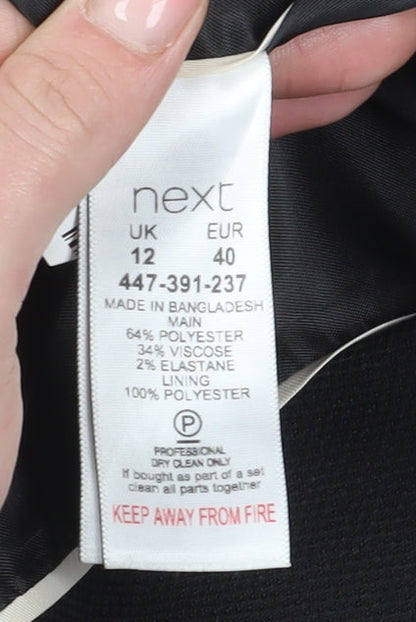 next
UK EUR
12 40
447-391-237
MADE IN BANGLADESH
MAIN
64% POLYESTER
34% VISCOSE
2% ELASTANE
LINING
100% POLYESTER
P
PROFESSIONAL
DRY CLEAN ONLY
If bought as part of a set
clean all parts together
KEEP AWAY FROM FIRE